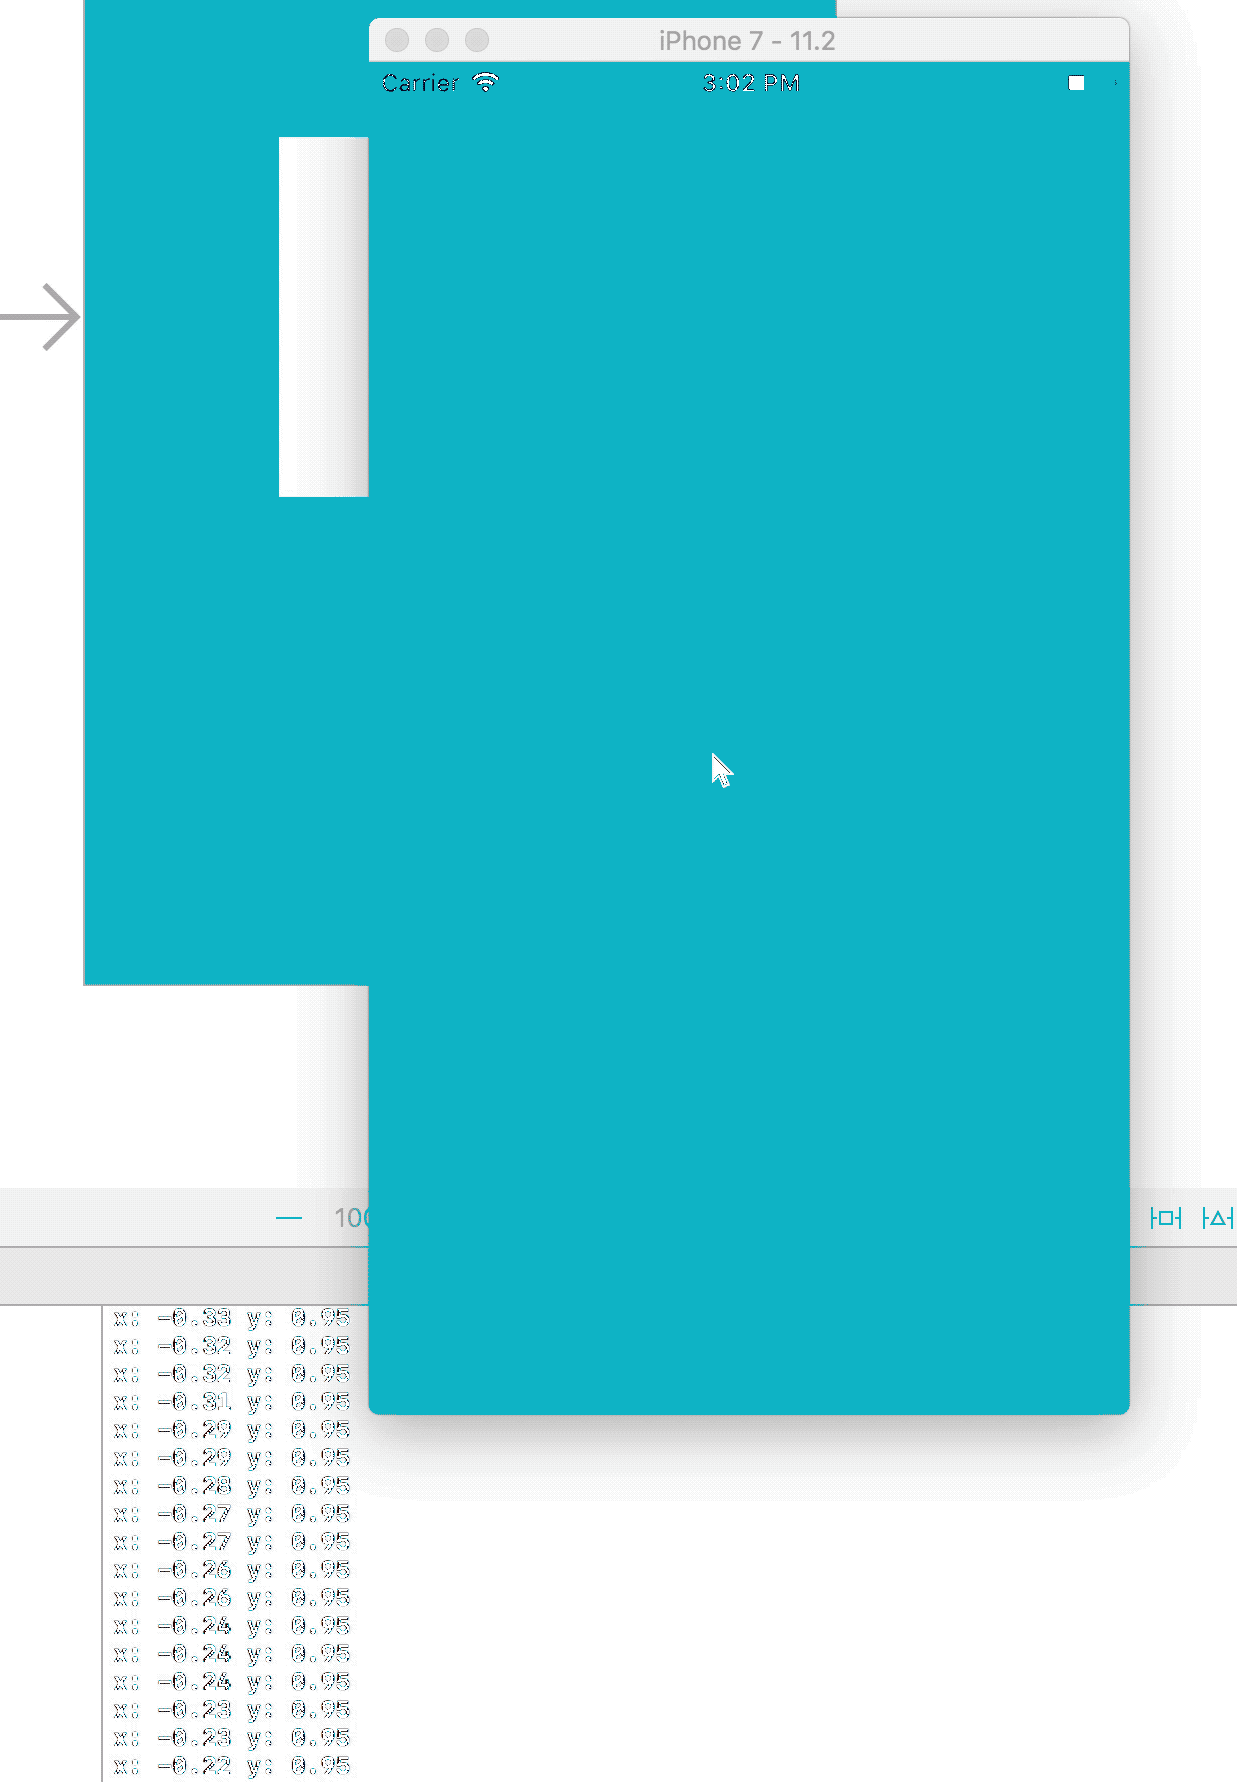 iPhone 7 - 11.2
Carrier 3:02 PM
x: -0.33 y: 0.95
x: -0.32 y: 0.95
x: -0.32 y: 0.95
x: -0.31 y: 0.95
x: -0.29 y: 0.95
x: -0.29 y: 0.95
x: -0.28 y: 0.95
x: -0.27 y: 0.95
x: -0.27 y: 0.95
x: -0.26 y: 0.95
x: -0.26 y: 0.95
x: -0.24 y: 0.95
x: -0.24 y: 0.95
x: -0.24 y: 0.95
x: -0.23 y: 0.95
x: -0.23 y: 0.95
x: -0.22 y: 0.95